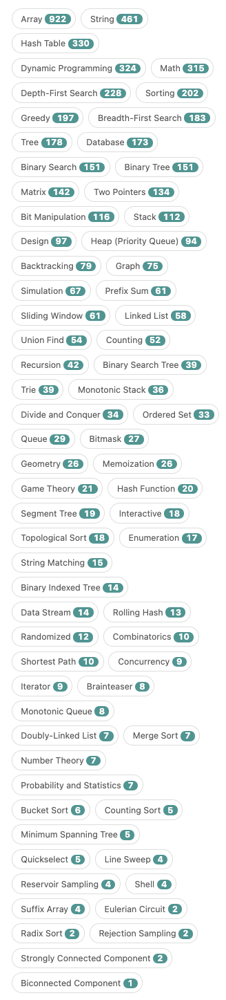 Array 922 String 461
Hash Table 330
Dynamic Programming 324 Math 315
Depth-First Search 228 Sorting 202
Greedy 197 Breadth-First Search 183
Tree 178 Database 173
Binary Search 151 Binary Tree 151
Matrix 142 Two Pointers 134
Bit Manipulation 116 Stack 112
Design 97 Heap (Priority Queue) 94
Backtracking 79 Graph 75
Simulation 67 Prefix Sum 61
Sliding Window 61 Linked List 58
Union Find 54 Counting 52
Recursion 42 Binary Search Tree 39
Trie 39 Monotonic Stack 36
Divide and Conquer 34 Ordered Set 33
Queue 29 Bitmask 27
Geometry 26 Memoization 26
Game Theory 21 Hash Function 20
Segment Tree 19 Interactive 18
Topological Sort 18 Enumeration 17
String Matching 15
Binary Indexed Tree 14
Data Stream 14 Rolling Hash 13
Randomized 12 Combinatorics 10
Shortest Path 10 Concurrency 9
Iterator 9 Brainteaser 8
Monotonic Queue 8
Doubly-Linked List 7 Merge Sort 7
Number Theory 7
Probability and Statistics 7
Bucket Sort 6 Counting Sort 5
Minimum Spanning Tree 5
Quickselect 5 Line Sweep 4
Reservoir Sampling 4 Shell 4
Suffix Array 4 Eulerian Circuit 2
Radix Sort 2 Rejection Sampling 2
Strongly Connected Component 2
Biconnected Component 1